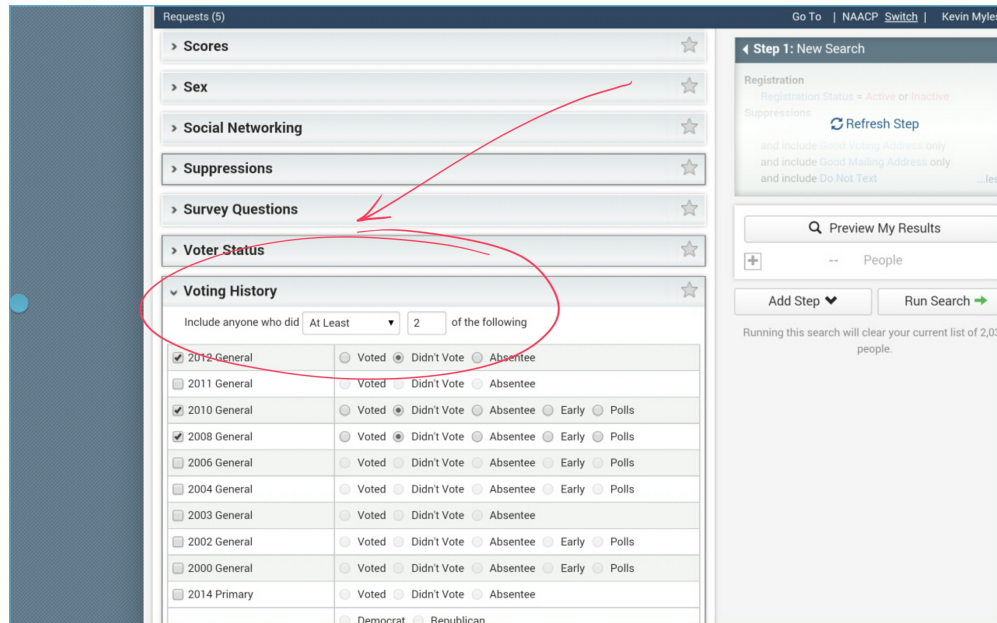 Requests (5)
Go To | NAACP Switch | Kevin Myles
Scores
Sex
Social Networking
Suppressions
Survey Questions
Voter Status
Voting History
Include anyone who did At Least 2 of the following
2012 General Voted Didn't Vote Absentee
2011 General Voted Didn't Vote Absentee
2010 General Voted Didn't Vote Absentee Early Polls
2008 General Voted Didn't Vote Absentee Early Polls
2006 General Voted Didn't Vote Absentee Early Polls
2004 General Voted Didn't Vote Absentee Early Polls
2003 General Voted Didn't Vote Absentee
2002 General Voted Didn't Vote Absentee Early Polls
2000 General Voted Didn't Vote Absentee Early Polls
2014 Primary Voted Didn't Vote Absentee
Democrat Republican
Step 1: New Search
Registration
Registration Status = Active or Inactive
Suppressions
Refresh Step
and include Good Voting Address only
and include Good Mailing Address only
and include Do Not Text
...les
Preview My Results
-- People
Add Step
Run Search
Running this search will clear your current list of 2,03
people.